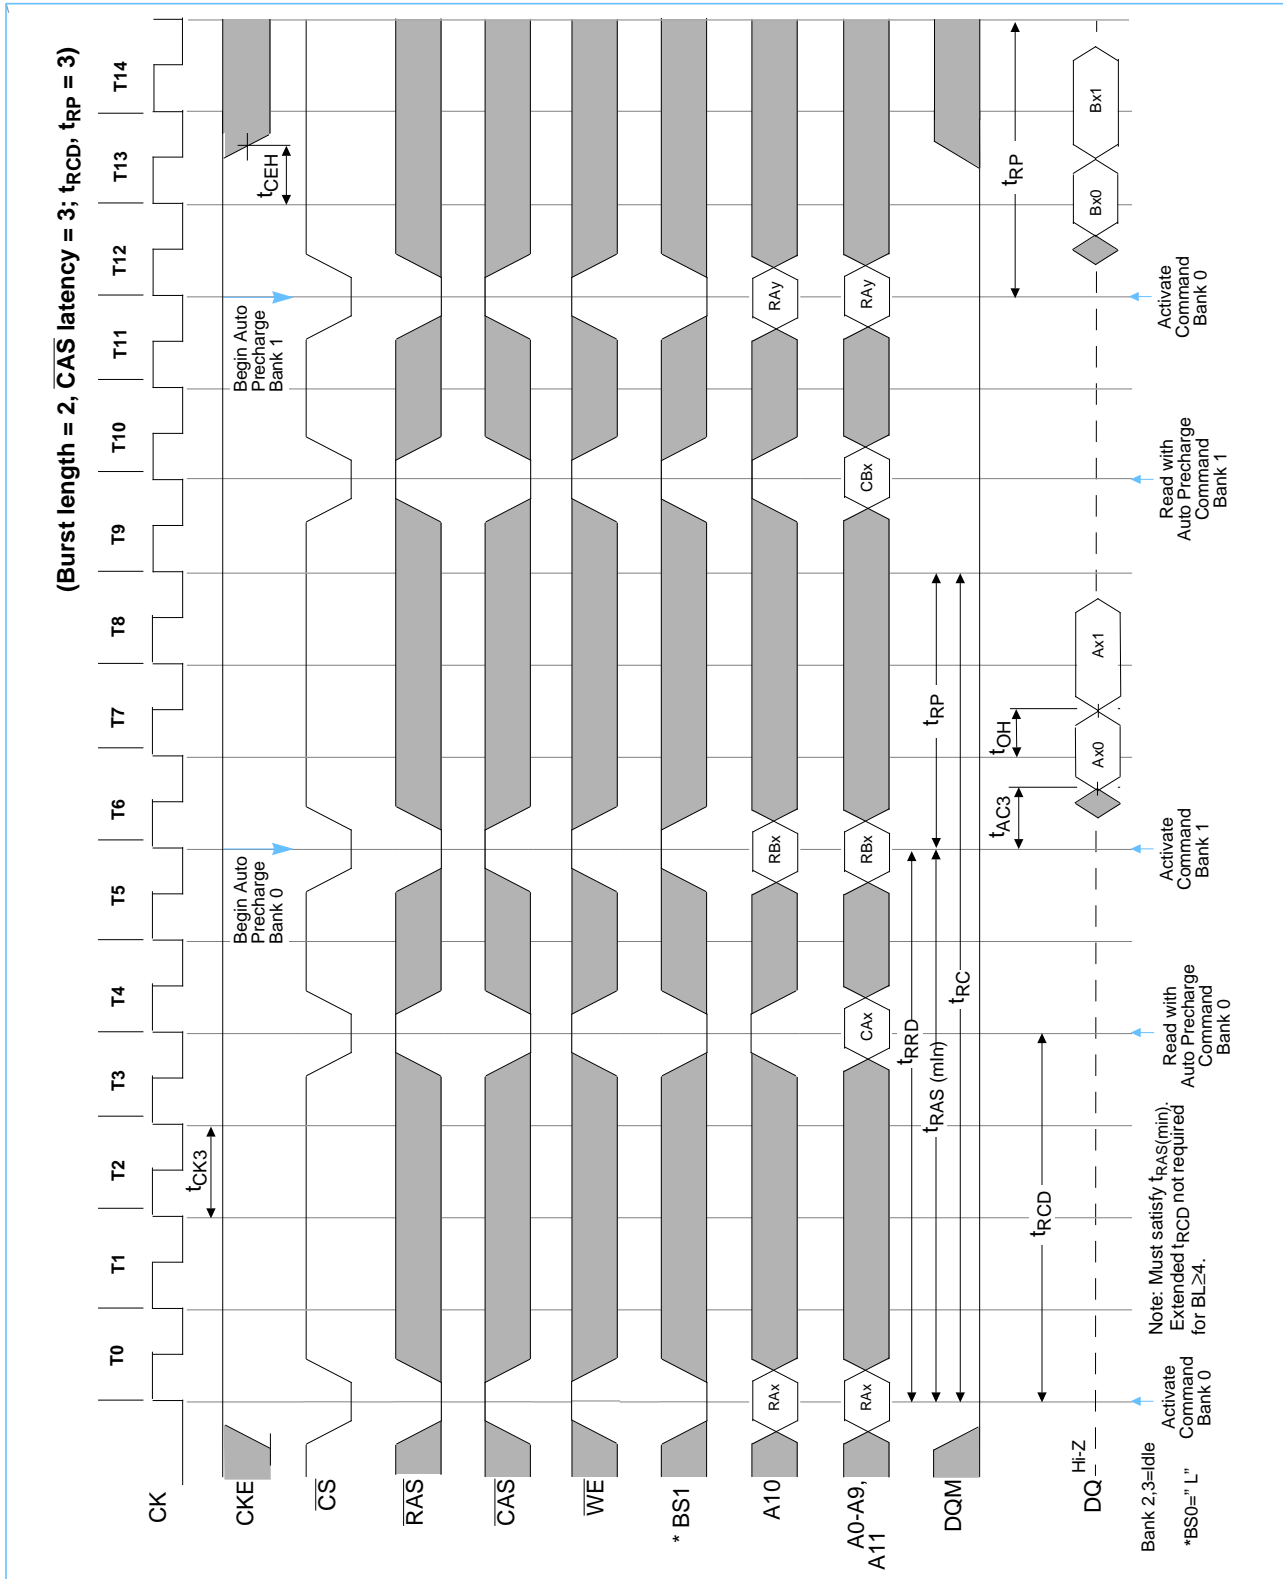 (Burst length = 2, CAS latency = 3; tRCD, tRP = 3)
T0 T1 T2 T3 T4 T5 T6 T7 T8 T9 T10 T11 T12 T13 T14
CK
tCK3
CKE
Begin Auto
Precharge
Bank 0
Begin Auto
Precharge
Bank 1
tCEH
CS
RAS
CAS
WE
* BS1
A10
RAx RBx RAy
A0-A9,
A11
RAx CAx RBx CBx RAy
tRRD
tRAS (mIn)
tRP
tRC
DQM
tRCD
tAC3
tOH
tRP
DQ
Hi-Z
Ax0 Ax1 Bx0 Bx1
Activate
Command
Bank 0
Read with
Auto Precharge
Command
Bank 0
Activate
Command
Bank 1
Read with
Auto Precharge
Command
Bank 1
Activate
Command
Bank 0
Note: Must satisfy tRAS(min).
Extended tRCD not required
for BL≥4.
Bank 2,3=Idle
*BS0=" L"